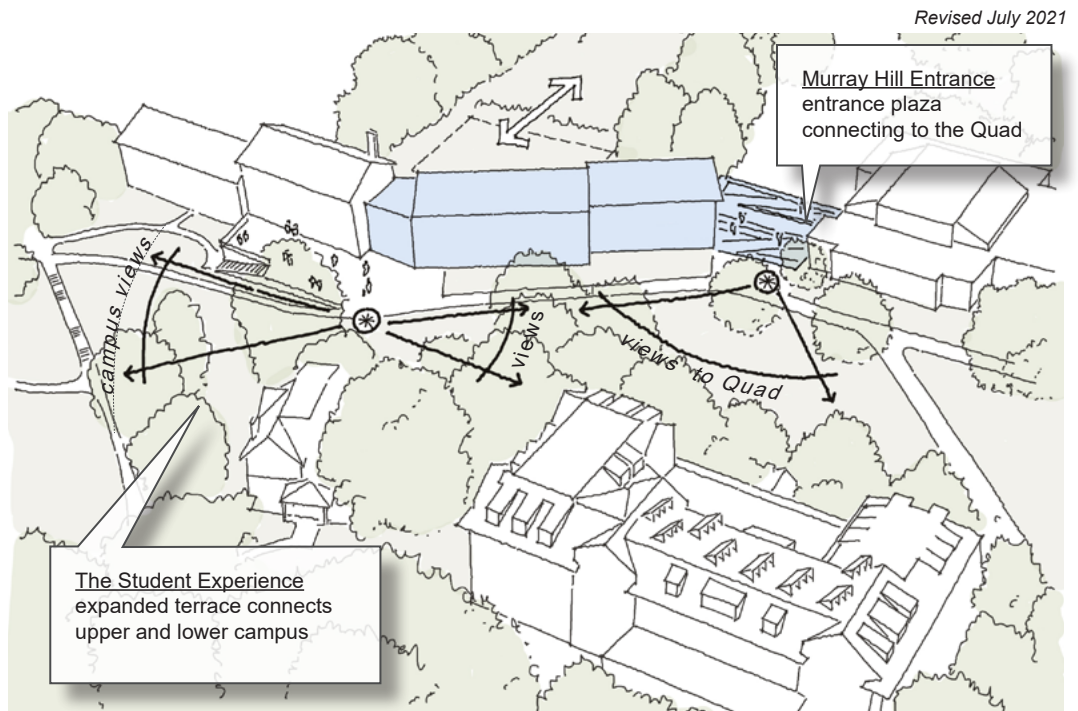 Revised July 2021
Murray Hill Entrance
entrance plaza
connecting to the Quad
campus views
views
views to Quad
The Student Experience
expanded terrace connects
upper and lower campus